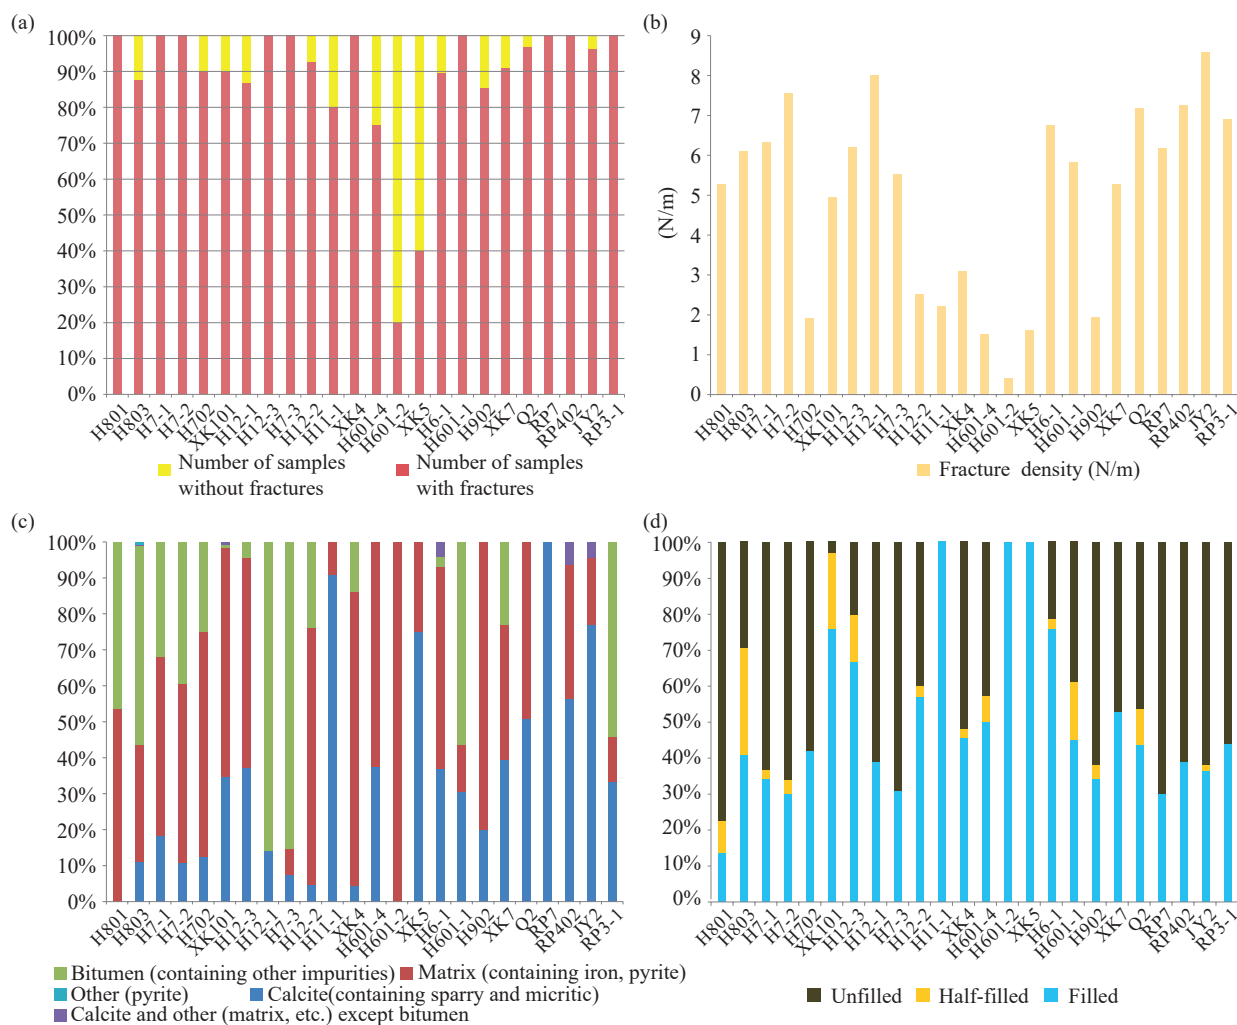 (a)
100%
90%
80%
70%
60%
50%
40%
30%
20%
10%
0%
H801
H803
H7-1
H7-2
H702
XK101
H12-1
H12-3
H7-3
H12-2
H11-1
XK4
H601-4
H601-2
XK5
H6-1
H601-1
H902
XK7
Q2
RP7
RP402
JY2
RP3-1
Number of samples
without fractures
Number of samples
with fractures
(b)
9
8
7
6
5
4
3
2
1
0
(N/m)
H801
H803
H7-1
H7-2
H702
XK101
H12-3
H12-1
H7-3
H12-2
H11-1
XK4
H601-4
H601-2
XK5
H6-1
H601-1
H902
XK7
Q2
RP7
RP402
JY2
RP3-1
Fracture density (N/m)
(c)
100%
90%
80%
70%
60%
50%
40%
30%
20%
10%
0%
H801
H803
H7-1
H7-2
H702
XK101
H12-3
H12-1
H7-3
H12-2
H11-1
XK4
H601-4
H601-2
XK5
H6-1
H601-1
H902
XK7
Q2
RP7
RP402
JY2
RP3-1
Bitumen (containing other impurities)
Matrix (containing iron, pyrite)
Other (pyrite)
Calcite(containing sparry and micritic)
Calcite and other (matrix, etc.) except bitumen
(d)
100%
90%
80%
70%
60%
50%
40%
30%
20%
10%
0%
H801
H803
H7-1
H7-2
H702
XK101
H12-3
H12-1
H7-3
H12-2
H11-1
XK4
H601-4
H601-2
XK5
H6-1
H601-1
H902
XK7
Q2
RP7
RP402
JY2
RP3-1
Unfilled
Half-filled
Filled